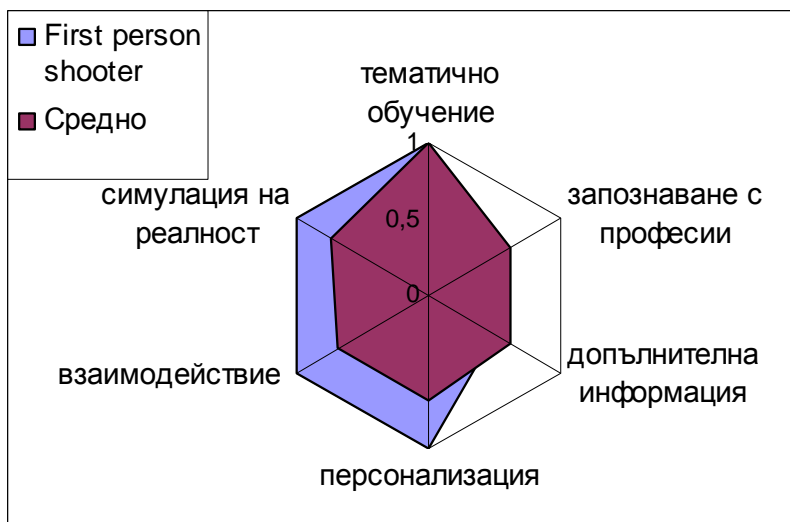 First person
shooter
Средно
тематично
обучение
1
симулация на
реалност
0,5
запознаване с
професии
0
взаимодействие
допълнителна
информация
персонализация